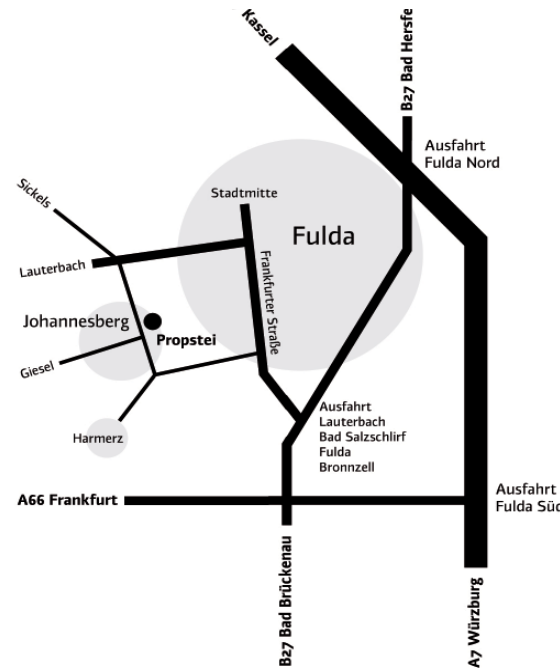 Kassel
B27 Bad Hersfe
Ausfahrt
Fulda Nord
Sickels
Stadtmitte
Fulda
Lauterbach
Frankfurter Straße
Johannesberg
Propstei
Giesel
Harmerz
Ausfahrt
Lauterbach
Bad Salzschlirf
Fulda
Bronnzell
A66 Frankfurt
Ausfahrt
Fulda Süd
B27 Bad Brückenau
A7 Würzburg